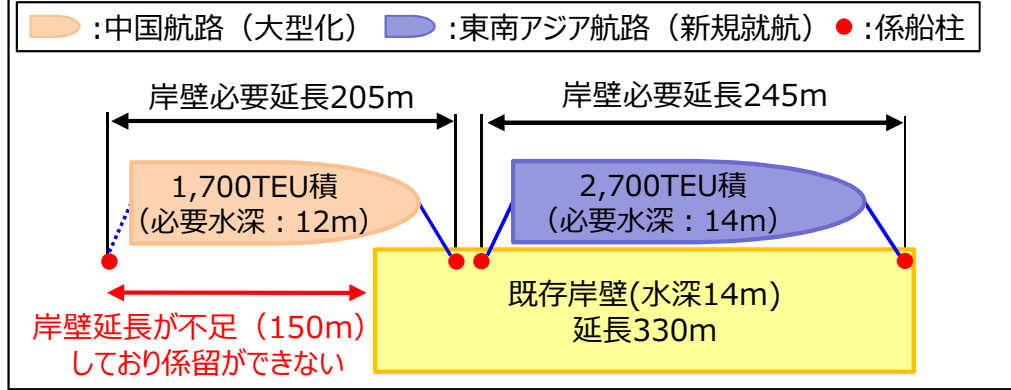 :中国航路（大型化） :東南アジア航路（新規就航） :係船柱
岸壁必要延長205m
岸壁必要延長245m
1,700TEU積
（必要水深：12m）
2,700TEU積
（必要水深：14m）
既存岸壁(水深14m)
延長330m
岸壁延長が不足（150m）
しており係留ができない